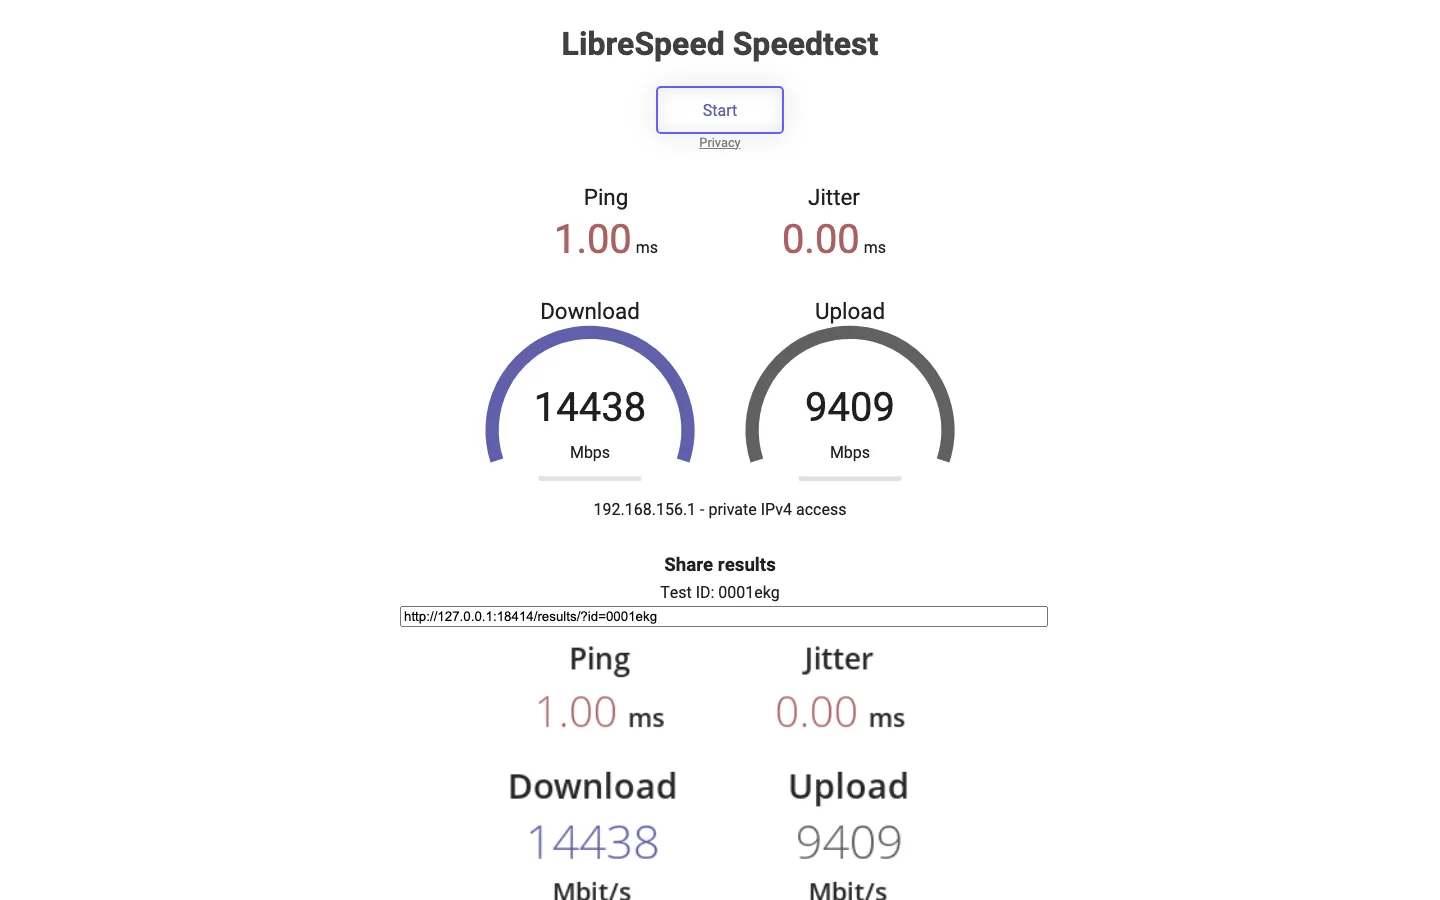 LibreSpeed Speedtest
Start
Privacy
Ping Jitter
1.00 ms 0.00 ms
Download Upload
14438 9409
Mbps Mbps
192.168.156.1 - private IPv4 access
Share results
Test ID: 0001ekg
http://127.0.0.1:18414/results/?id=0001ekg
Ping Jitter
1.00 ms 0.00 ms
Download Upload
14438 9409
Mbit/s Mbit/s